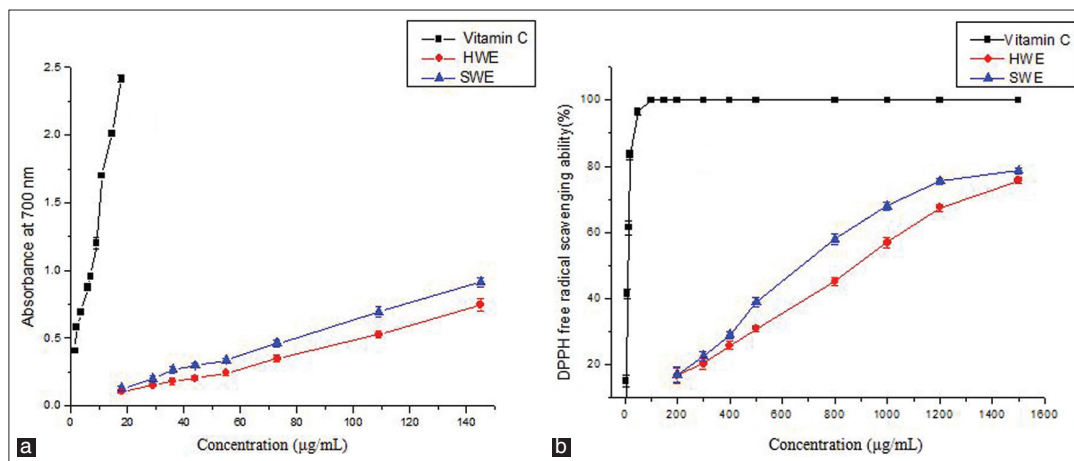 Vitamin C
HWE
SWE
2.5
2.0
1.5
1.0
0.5
0.0
0
20
40
60
80
100
120
140
Absorbance at 700 nm
Concentration (µg/mL)
a
Vitamin C
HWE
SWE
100
80
60
40
20
0
200
400
600
800
1000
1200
1400
1600
DPPH free radical scavenging ability(%)
Concentration (µg/mL)
b